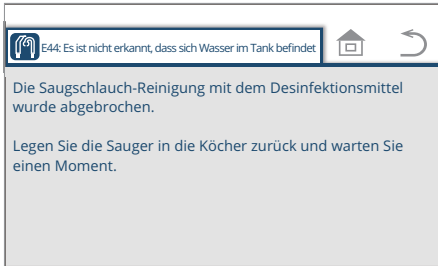 E44: Es ist nicht erkannt, dass sich Wasser im Tank befindet
Die Saugschlauch-Reinigung mit dem Desinfektionsmittel
wurde abgebrochen.
Legen Sie die Sauger in die Köcher zurück und warten Sie
einen Moment.